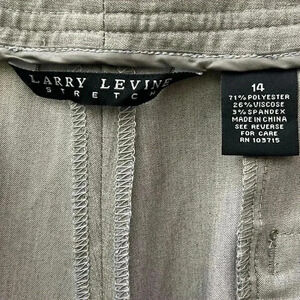 LARRY LEVINE
STRETCH
14
71% POLYESTER
26% VISCOSE
3% SPANDEX
MADE IN CHINA
SEE REVERSE
FOR CARE
RN 103715